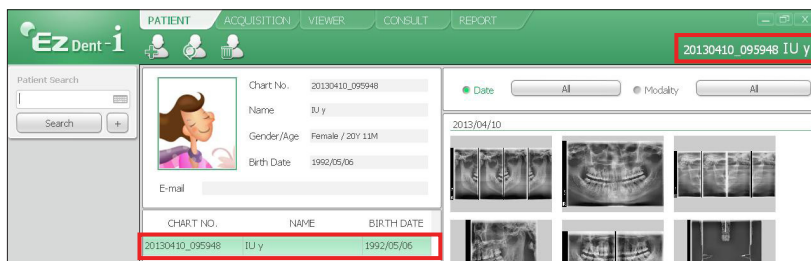 PATIENT ACQUISITION VIEWER CONSULT REPORT
Ez Dent-i
20130410_095948 IU y
Patient Search
Search +
Chart No. 20130410_095948
Name IU y
Gender/Age Female / 20Y 11M
Birth Date 1992/05/06
E-mail
CHART NO. NAME BIRTH DATE
20130410_095948 IU y 1992/05/06
Date All Modality All
2013/04/10